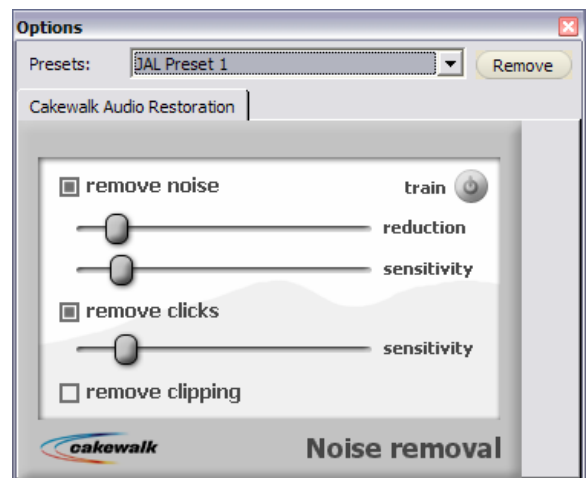 Options
Presets: JAL Preset 1 Remove
Cakewalk Audio Restoration
remove noise train
reduction
sensitivity
remove clicks
sensitivity
remove clipping
cakewalk Noise removal